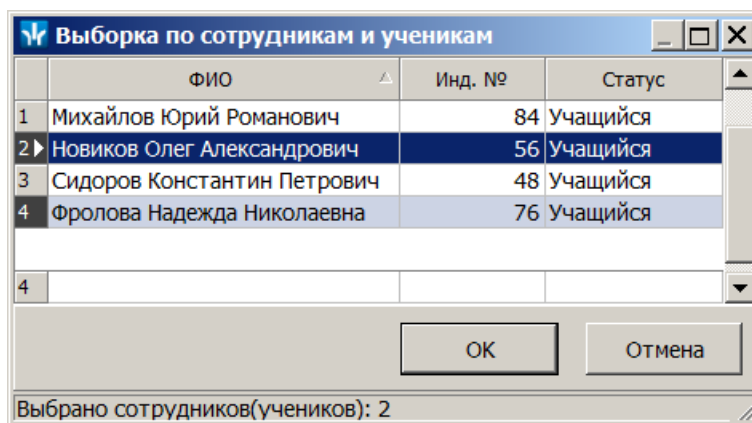 Выборка по сотрудникам и ученикам
ФИО Инд. № Статус
1 Михайлов Юрий Романович 84 Учащийся
2 Новиков Олег Александрович 56 Учащийся
3 Сидоров Константин Петрович 48 Учащийся
4 Фролова Надежда Николаевна 76 Учащийся
4
OK Отмена
Выбрано сотрудников(учеников): 2